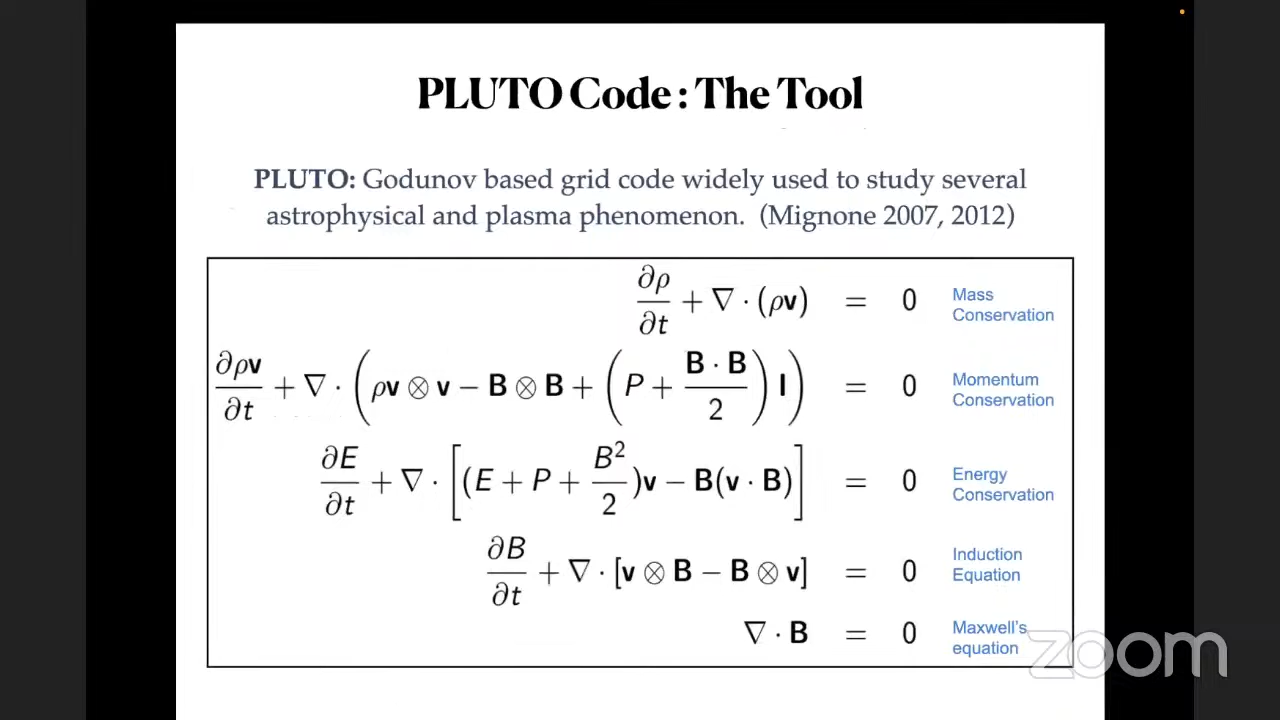 PLUTO Code : The Tool
PLUTO: Godunov based grid code widely used to study several
astrophysical and plasma phenomenon. (Mignone 2007, 2012)
∂ρ/∂t + ∇ · (ρv) = 0 Mass Conservation
∂ρv/∂t + ∇ · (ρv ⊗ v − B ⊗ B + (P + B · B/2) I) = 0 Momentum Conservation
∂E/∂t + ∇ · [(E + P + B²/2)v − B(v · B)] = 0 Energy Conservation
∂B/∂t + ∇ · [v ⊗ B − B ⊗ v] = 0 Induction Equation
∇ · B = 0 Maxwell's equation
zoom